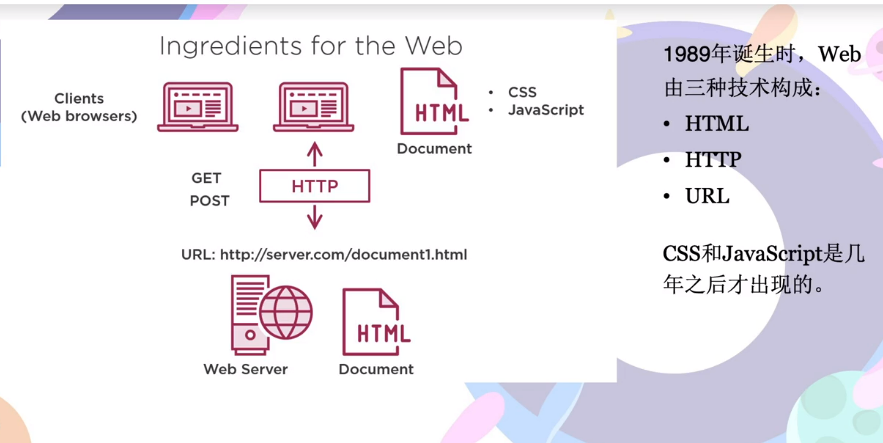 Ingredients for the Web
Clients
(Web browsers)
HTML
Document
• CSS
• JavaScript
GET
POST
HTTP
URL: http://server.com/document1.html
Web Server
HTML
Document
1989年诞生时，Web
由三种技术构成：
• HTML
• HTTP
• URL
CSS和JavaScript是几
年之后才出现的。